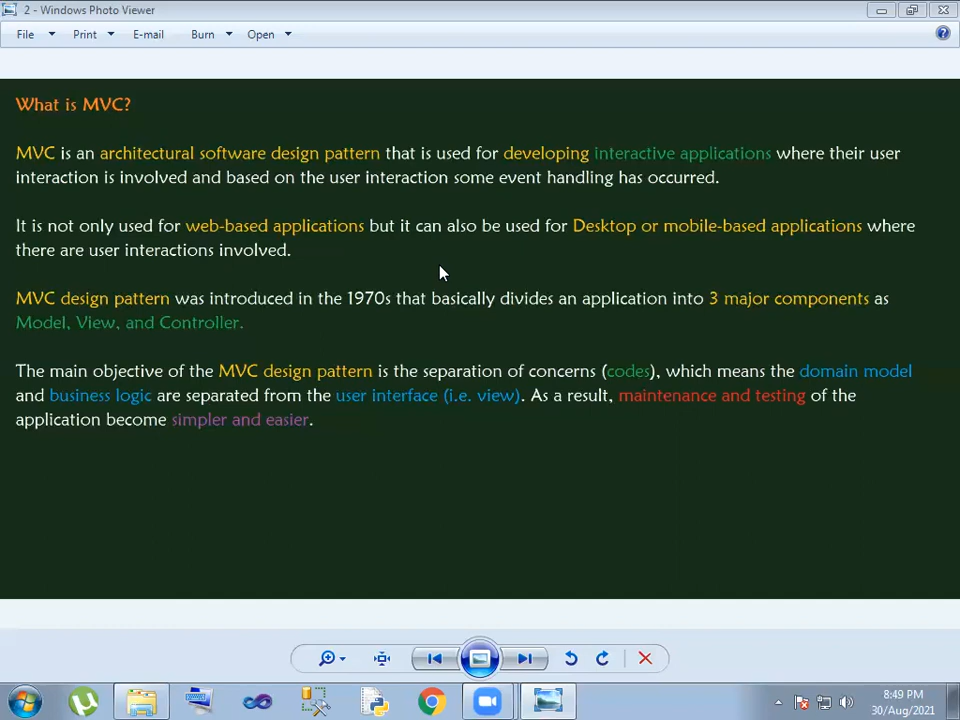 2 - Windows Photo Viewer
File Print E-mail Burn Open
What is MVC?
MVC is an architectural software design pattern that is used for developing interactive applications where their user
interaction is involved and based on the user interaction some event handling has occurred.
It is not only used for web-based applications but it can also be used for Desktop or mobile-based applications where
there are user interactions involved.
MVC design pattern was introduced in the 1970s that basically divides an application into 3 major components as
Model, View, and Controller.
The main objective of the MVC design pattern is the separation of concerns (codes), which means the domain model
and business logic are separated from the user interface (i.e. view). As a result, maintenance and testing of the
application become simpler and easier.
8:49 PM
30/Aug/2021